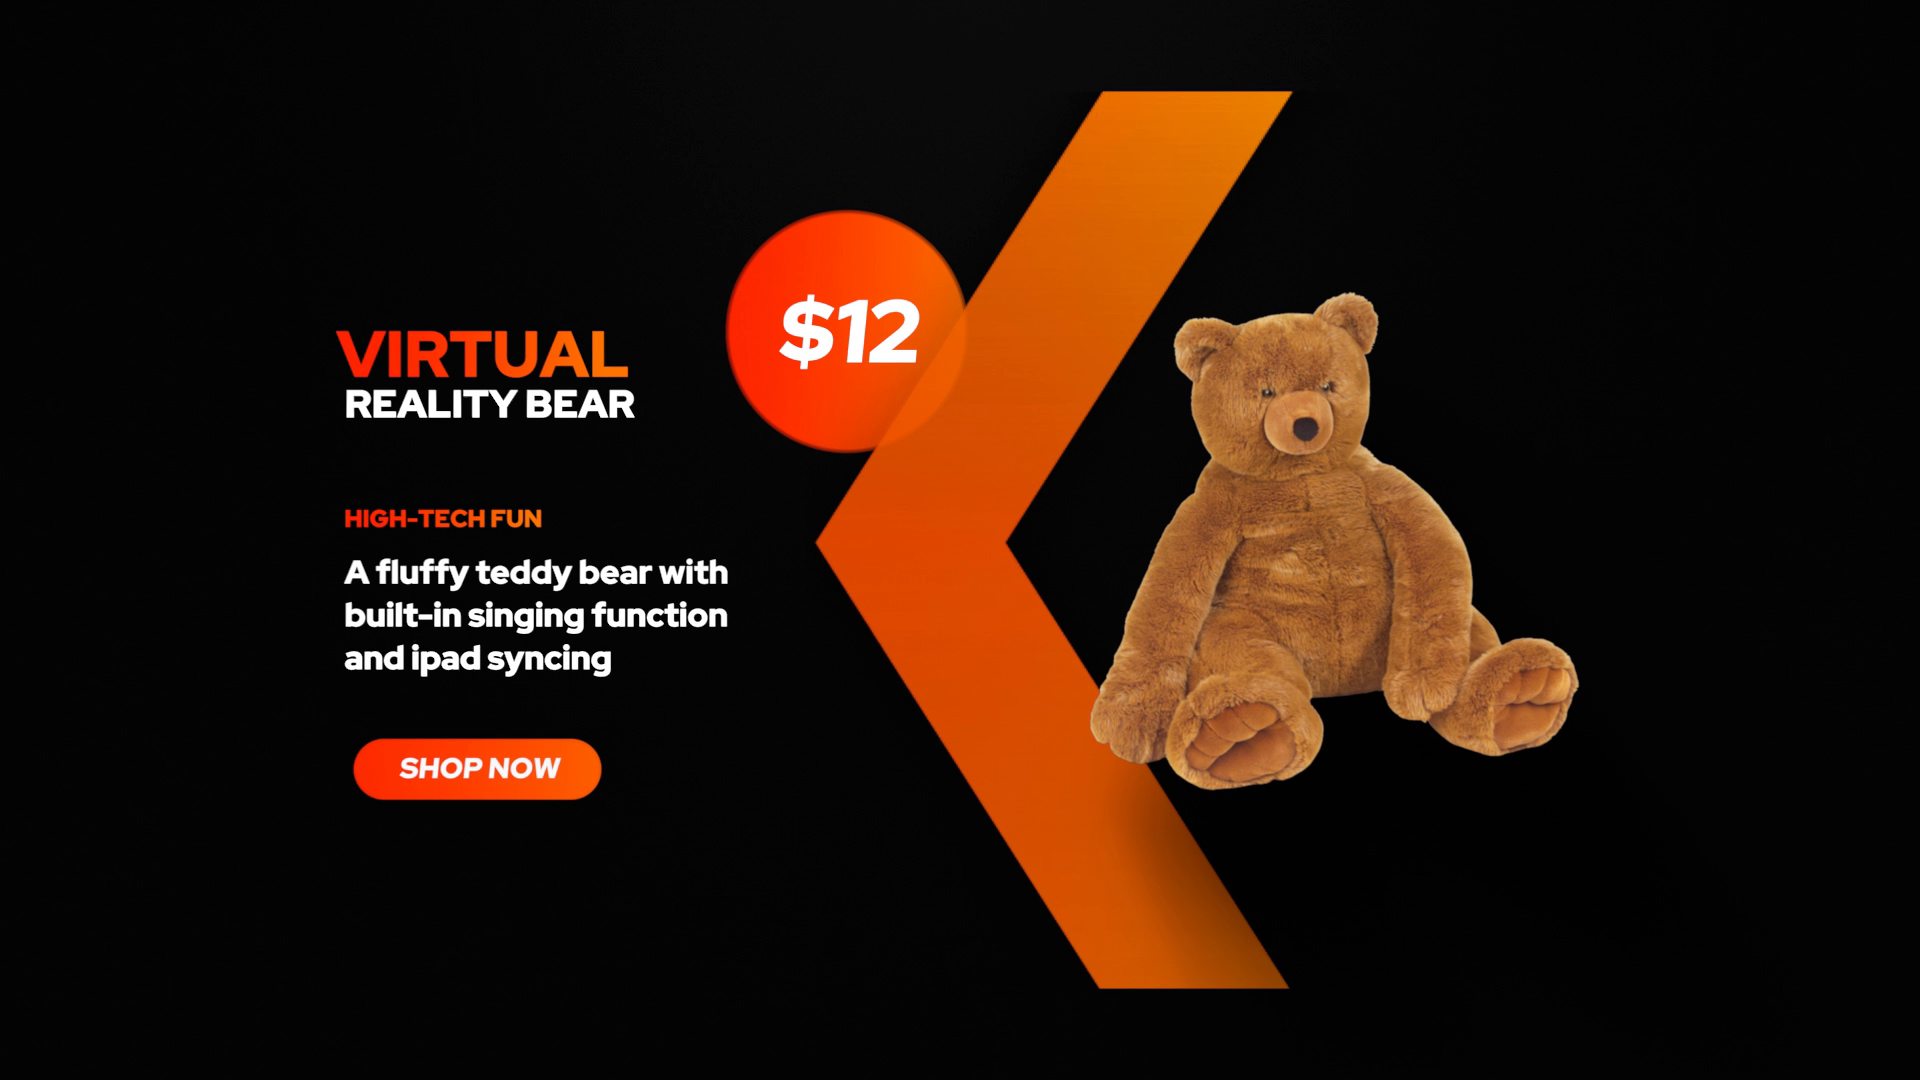 VIRTUAL
REALITY BEAR
$12
HIGH-TECH FUN
A fluffy teddy bear with
built-in singing function
and ipad syncing
SHOP NOW